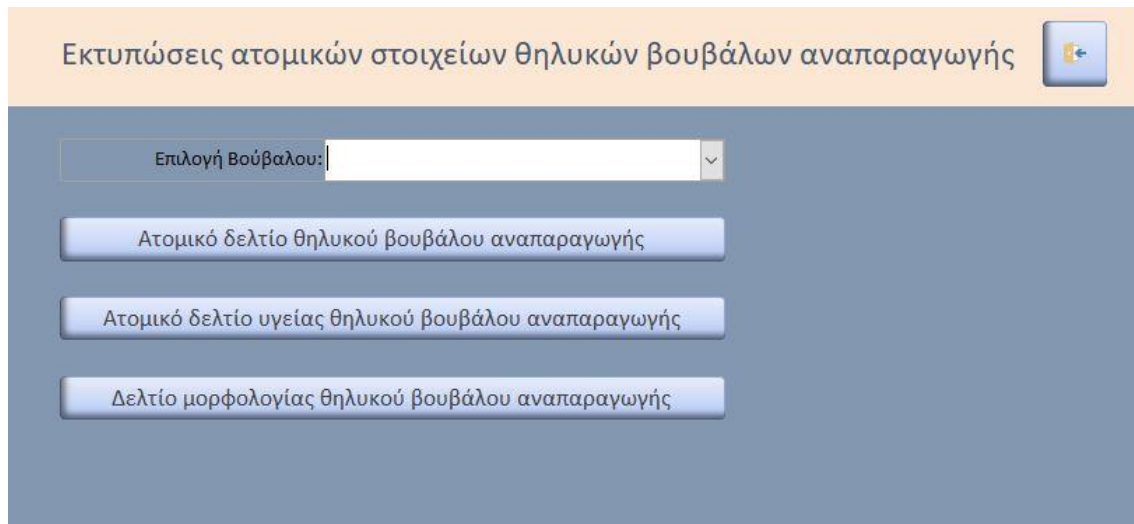 Εκτυπώσεις ατομικών στοιχείων θηλυκών βουβάλων αναπαραγωγής
Επιλογή Βούβαλου:
Ατομικό δελτίο θηλυκού βουβάλου αναπαραγωγής
Ατομικό δελτίο υγείας θηλυκού βουβάλου αναπαραγωγής
Δελτίο μορφολογίας θηλυκού βουβάλου αναπαραγωγής